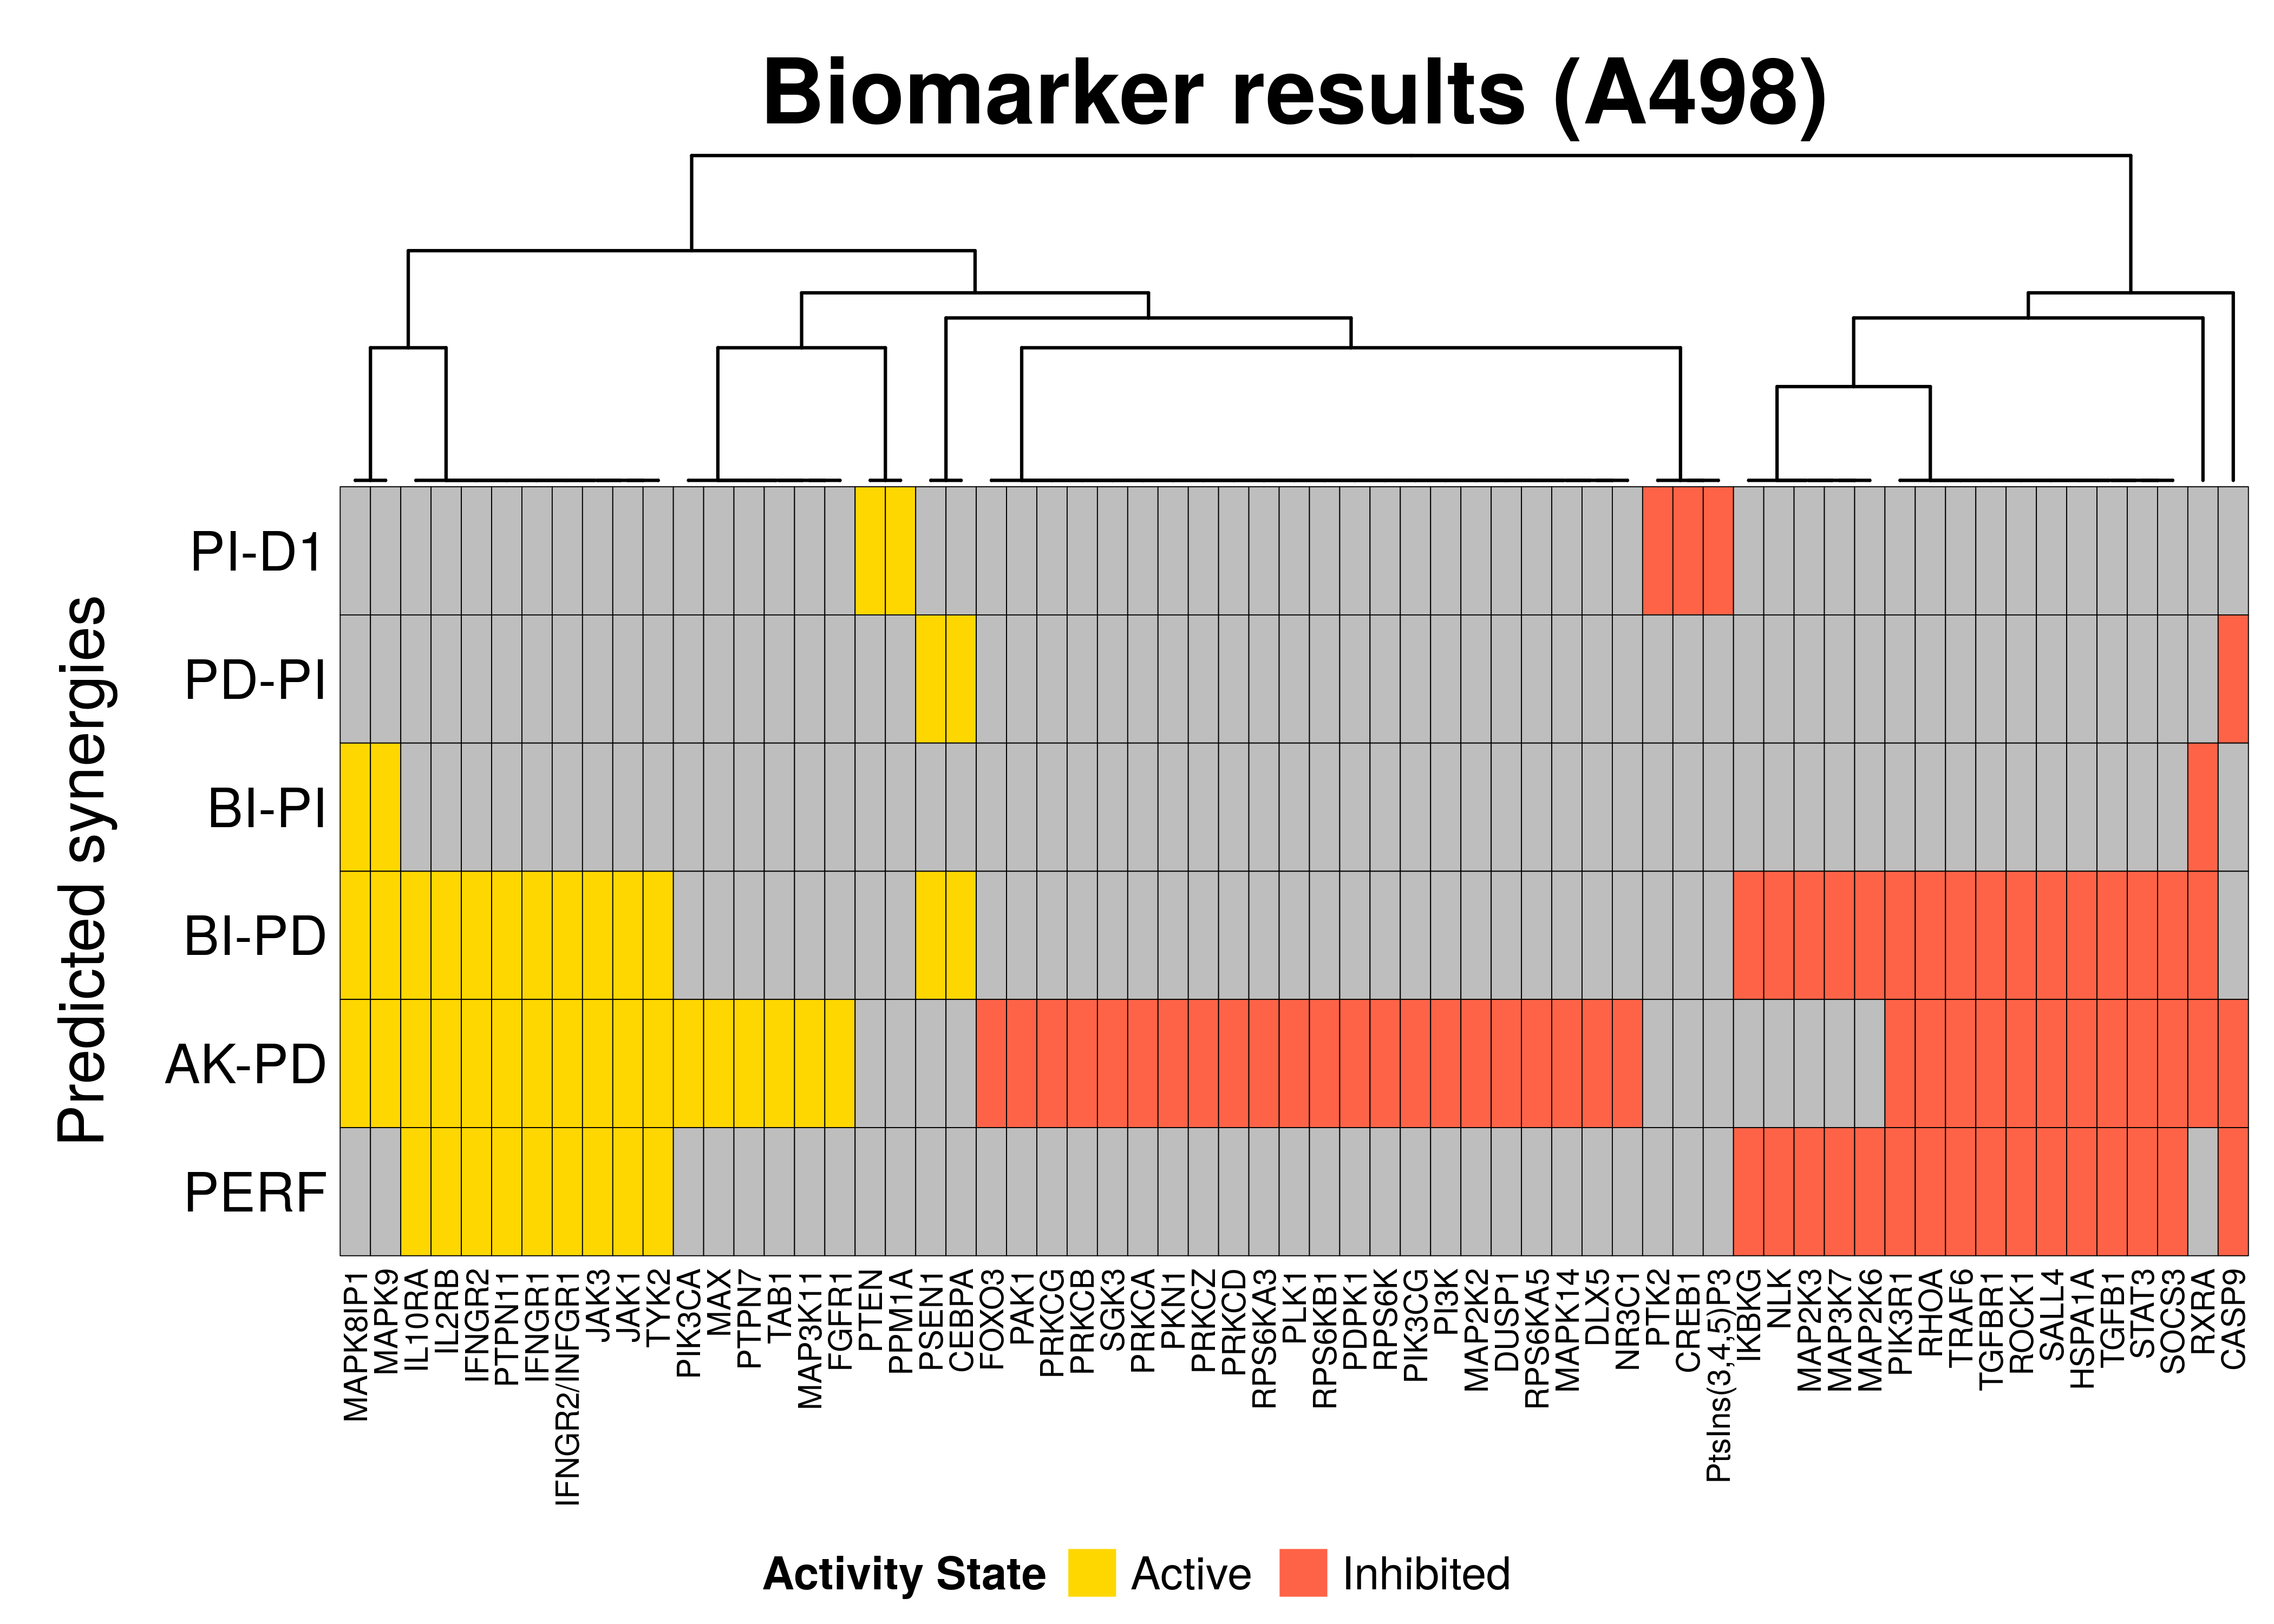 Biomarker results (A498)
Predicted synergies
PI-D1
PD-PI
BI-PI
BI-PD
AK-PD
PERF
MAPK8IP1
MAPK9
IL10RA
IL2RB
IFNGR2
PTPN11
IFNGR1
IFNGR2/INFGR1
JAK3
JAK1
TYK2
PIK3CA
MAX
PTPN7
TAB1
MAP3K11
FGFR1
PTEN
PPM1A
PSEN1
CEBPA
FOXO3
PAK1
PRKCG
PRKCB
SGK3
PRKCA
PKN1
PRKCZ
PRKCD
RPS6KA3
PLK1
RPS6KB1
PDPK1
RPS6K
PIK3CG
PI3K
MAP2K2
DUSP1
RPS6KA5
MAPK14
DLX5
NR3C1
PTK2
CREB1
PtsIns(3,4,5)P3
IKBKG
NLK
MAP2K3
MAP3K7
MAP2K6
PIK3R1
RHOA
TRAF6
TGFBR1
ROCK1
SALL4
HSPA1A
TGFB1
STAT3
SOCS3
RXRA
CASP9
Activity State Active Inhibited